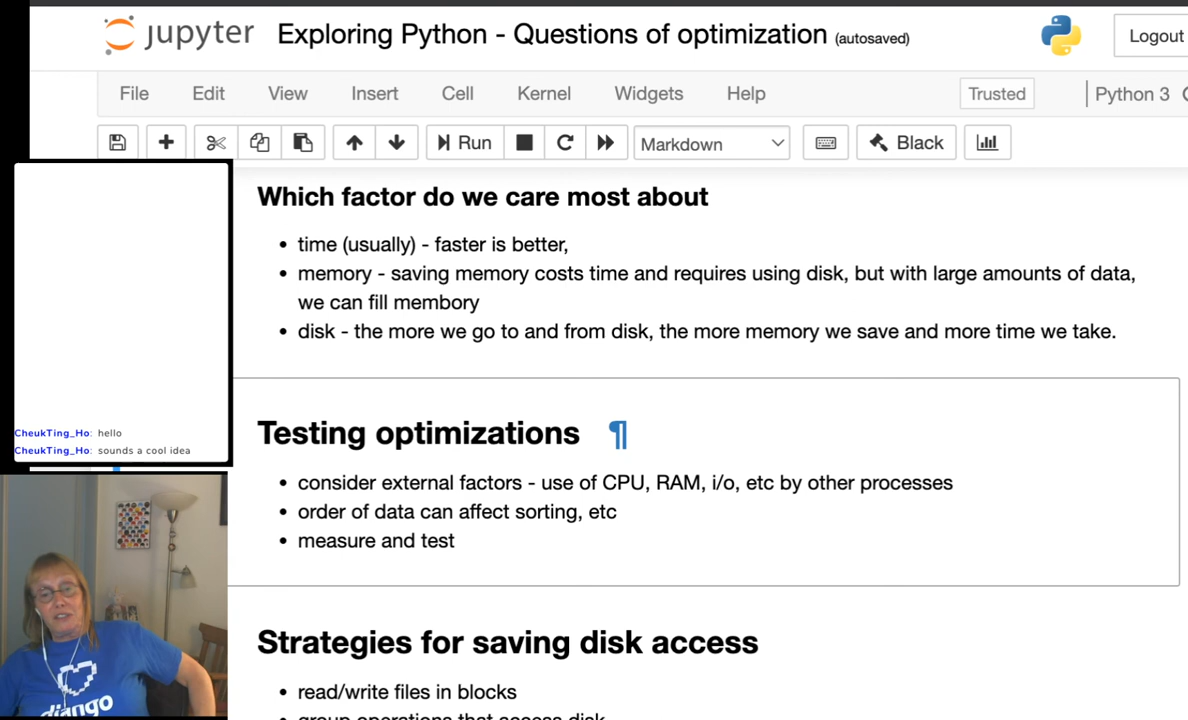 jupyter Exploring Python - Questions of optimization (autosaved)
Logout
File Edit View Insert Cell Kernel Widgets Help Trusted Python 3
Run Markdown Black
Which factor do we care most about
• time (usually) - faster is better,
• memory - saving memory costs time and requires using disk, but with large amounts of data,
we can fill membory
• disk - the more we go to and from disk, the more memory we save and more time we take.
Testing optimizations ¶
• consider external factors - use of CPU, RAM, i/o, etc by other processes
• order of data can affect sorting, etc
• measure and test
Strategies for saving disk access
• read/write files in blocks
• group operations that access disk
CheukTing_Ho: hello
CheukTing_Ho: sounds a cool idea
django